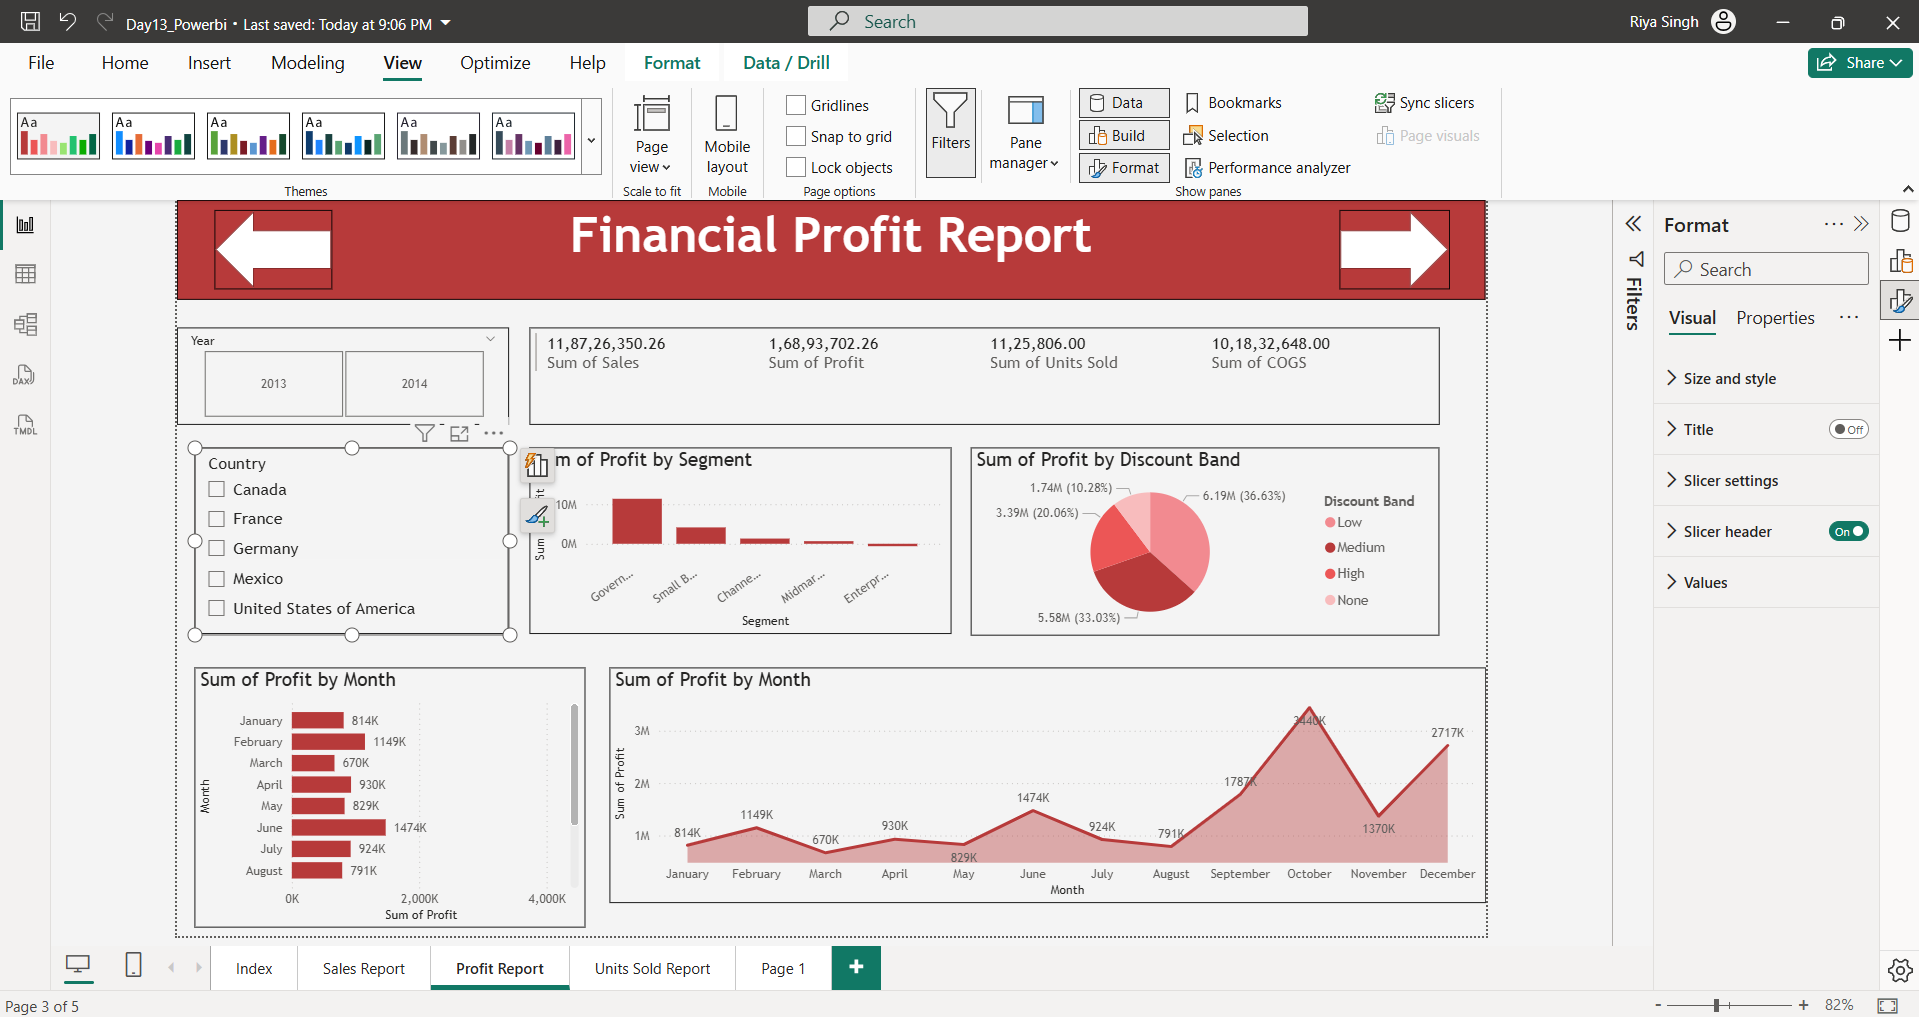 Day13_Powerbi • Last saved: Today at 9:06 PM
Search
Riya Singh
File
Home
Insert
Modeling
View
Optimize
Help
Format
Data / Drill
Share
Aa
Aa
Aa
Aa
Aa
Aa
Themes
Page view
Scale to fit
Mobile layout
Mobile
Gridlines
Snap to grid
Lock objects
Page options
Filters
Pane manager
Data
Build
Format
Bookmarks
Selection
Performance analyzer
Sync slicers
Page visuals
Show panes
DAX
TMDL
Financial Profit Report
Year
2013
2014
11,87,26,350.26
Sum of Sales
1,68,93,702.26
Sum of Profit
11,25,806.00
Sum of Units Sold
10,18,32,648.00
Sum of COGS
Country
Canada
France
Germany
Mexico
United States of America
m of Profit by Segment
Sum
it
10M
0M
Govern...
Small B...
Channe...
Midmar...
Enterpr...
Segment
Sum of Profit by Discount Band
1.74M (10.28%)
6.19M (36.63%)
3.39M (20.06%)
5.58M (33.03%)
Discount Band
Low
Medium
High
None
Sum of Profit by Month
Month
January 814K
February 1149K
March 670K
April 930K
May 829K
June 1474K
July 924K
August 791K
0K 2,000K 4,000K
Sum of Profit
Sum of Profit by Month
Sum of Profit
3M
2M
1M
814K
1149K
670K
930K
829K
1474K
924K
791K
1787K
3440K
1370K
2717K
January February March April May June July August September October November December
Month
Filters
Format
Search
Visual
Properties
Size and style
Title
Off
Slicer settings
Slicer header
On
Values
Index
Sales Report
Profit Report
Units Sold Report
Page 1
Page 3 of 5
82%